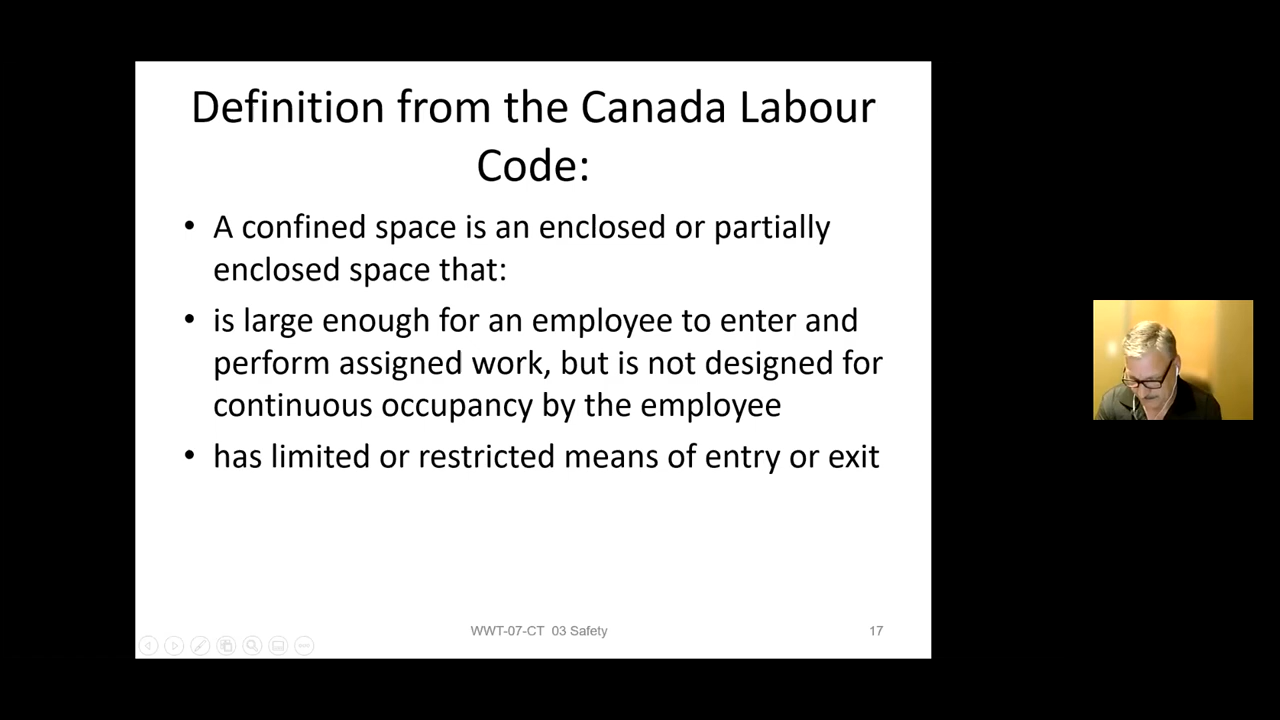 Definition from the Canada Labour
Code:
• A confined space is an enclosed or partially
enclosed space that:
• is large enough for an employee to enter and
perform assigned work, but is not designed for
continuous occupancy by the employee
• has limited or restricted means of entry or exit
WWT-07-CT 03 Safety
17